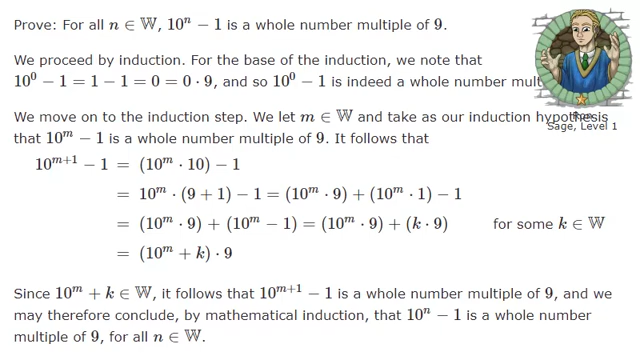 Prove: For all n ∈ 𝕎, 10ⁿ − 1 is a whole number multiple of 9.
We proceed by induction. For the base of the induction, we note that
10⁰ − 1 = 1 − 1 = 0 = 0 · 9, and so 10⁰ − 1 is indeed a whole number
We move on to the induction step. We let m ∈ 𝕎 and take as our induction hypothesis
Sage, Level 1
that 10ᵐ − 1 is a whole number multiple of 9. It follows that
10ᵐ⁺¹ − 1 = (10ᵐ · 10) − 1
= 10ᵐ · (9 + 1) − 1 = (10ᵐ · 9) + (10ᵐ · 1) − 1
= (10ᵐ · 9) + (10ᵐ − 1) = (10ᵐ · 9) + (k · 9) for some k ∈ 𝕎
= (10ᵐ + k) · 9
Since 10ᵐ + k ∈ 𝕎, it follows that 10ᵐ⁺¹ − 1 is a whole number multiple of 9, and we
may therefore conclude, by mathematical induction, that 10ⁿ − 1 is a whole number
multiple of 9, for all n ∈ 𝕎.